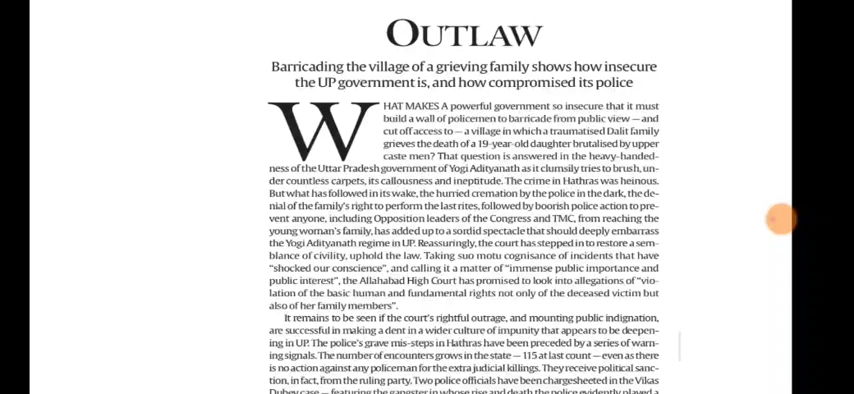 OUTLAW
Barricading the village of a grieving family shows how insecure
the UP government is, and how compromised its police
WHAT MAKES A powerful government so insecure that it must
build a wall of policemen to barricade from public view — and
cut off access to — a village in which a traumatised Dalit family
grieves the death of a 19-year-old daughter brutalised by upper
caste men? That question is answered in the heavy-handed-
ness of the Uttar Pradesh government of Yogi Adityanath as it clumsily tries to brush, un-
der countless carpets, its callousness and ineptitude. The crime in Hathras was heinous.
But what has followed in its wake, the hurried cremation by the police in the dark, the de-
nial of the family's right to perform the last rites, followed by boorish police action to pre-
vent anyone, including Opposition leaders of the Congress and TMC, from reaching the
young woman's family, has added up to a sordid spectacle that should deeply embarrass
the Yogi Adityanath regime in UP. Reassuringly, the court has stepped in to restore a sem-
blance of civility, uphold the law. Taking suo motu cognisance of incidents that have
"shocked our conscience", and calling it a matter of "immense public importance and
public interest", the Allahabad High Court has promised to look into allegations of "vio-
lation of the basic human and fundamental rights not only of the deceased victim but
also of her family members".
It remains to be seen if the court's rightful outrage, and mounting public indignation,
are successful in making a dent in a wider culture of impunity that appears to be deepen-
ing in UP. The police's grave mis-steps in Hathras have been preceded by a series of warn-
ing signals. The number of encounters grows in the state — 115 at last count — even as there
is no action against any policeman for the extra judicial killings. They receive political sanc-
tion, in fact, from the ruling party. Two police officials have been chargesheeted in the Vikas
Dubey case — featuring the gangster in whose rise and death the police evidently played a